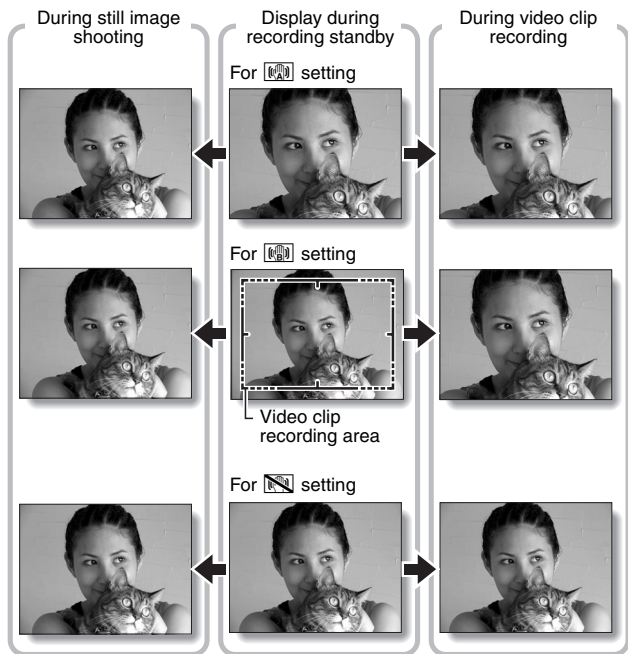 During still image
shooting
Display during
recording standby
During video clip
recording
For A setting
For B setting
Video clip
recording area
For setting